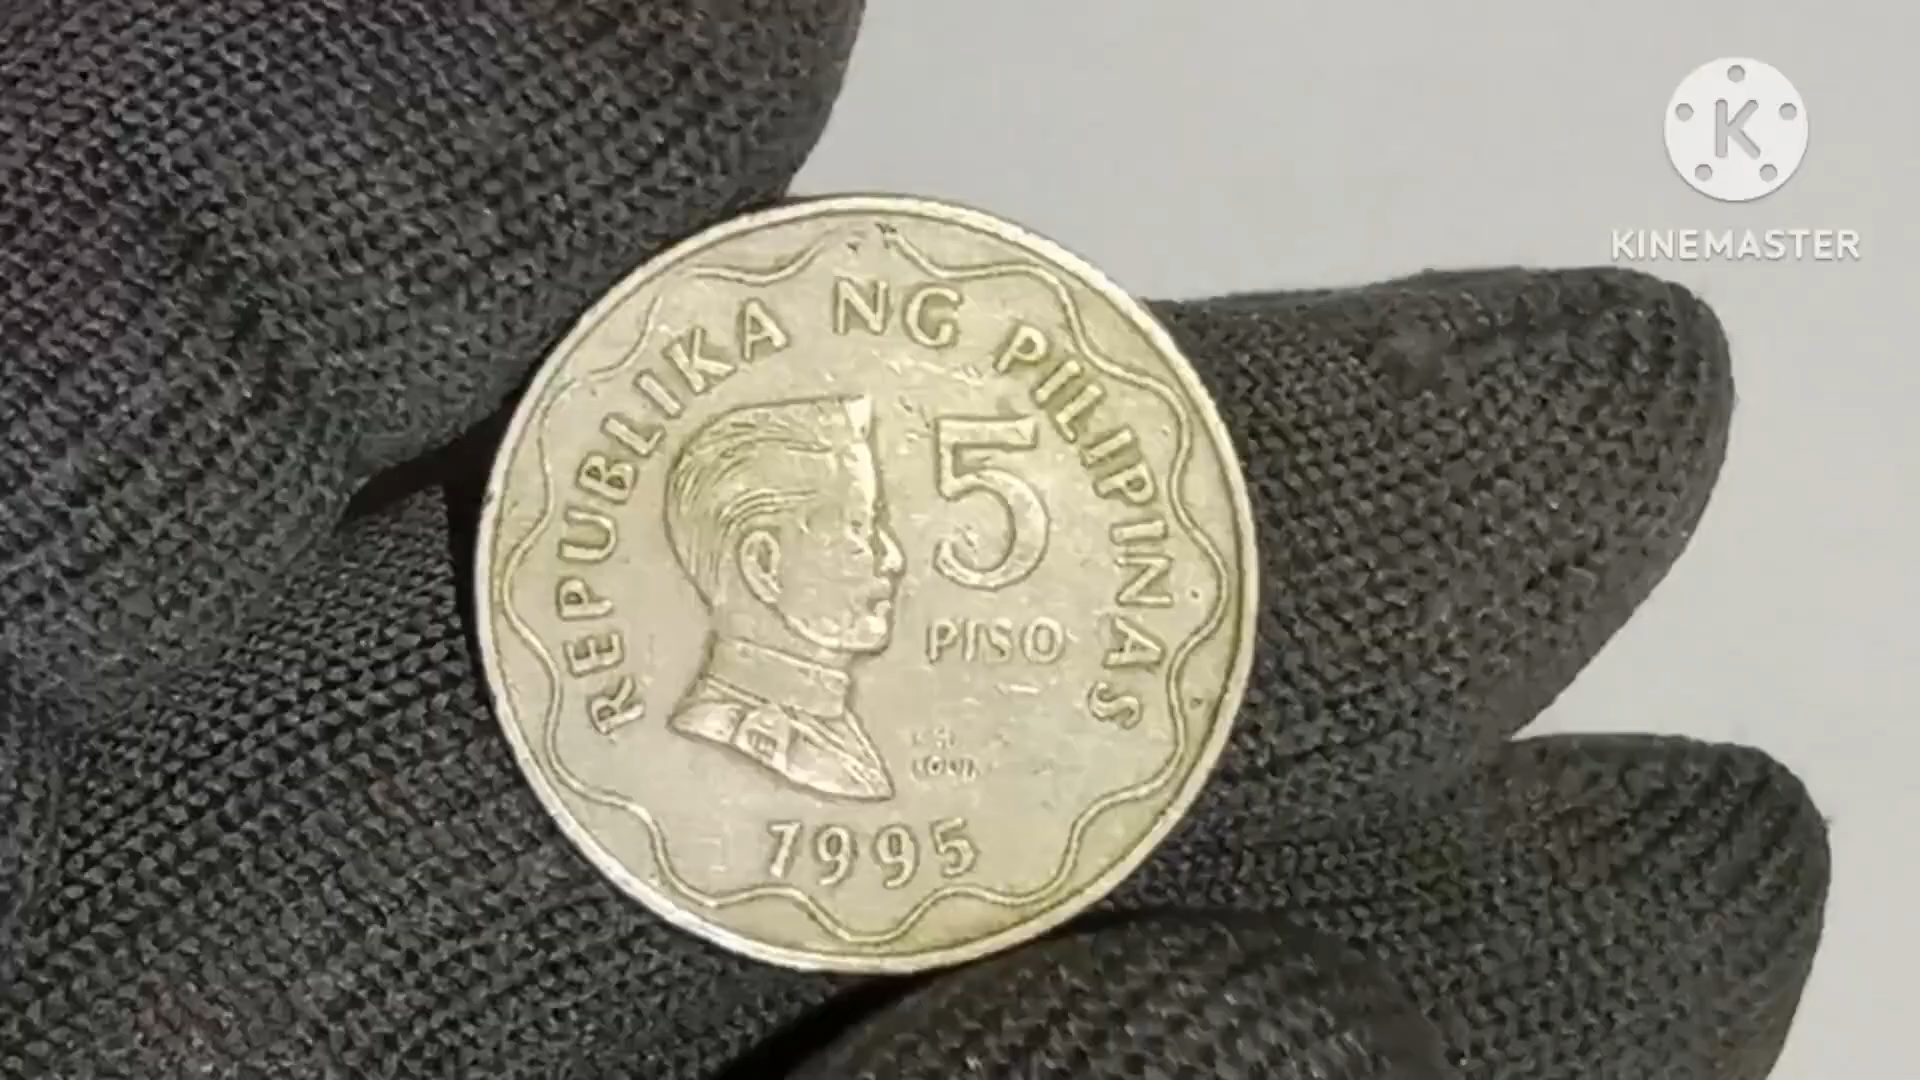 REPUBLIKA NG PILIPINAS
5
PISO
1995
K
KINEMASTER